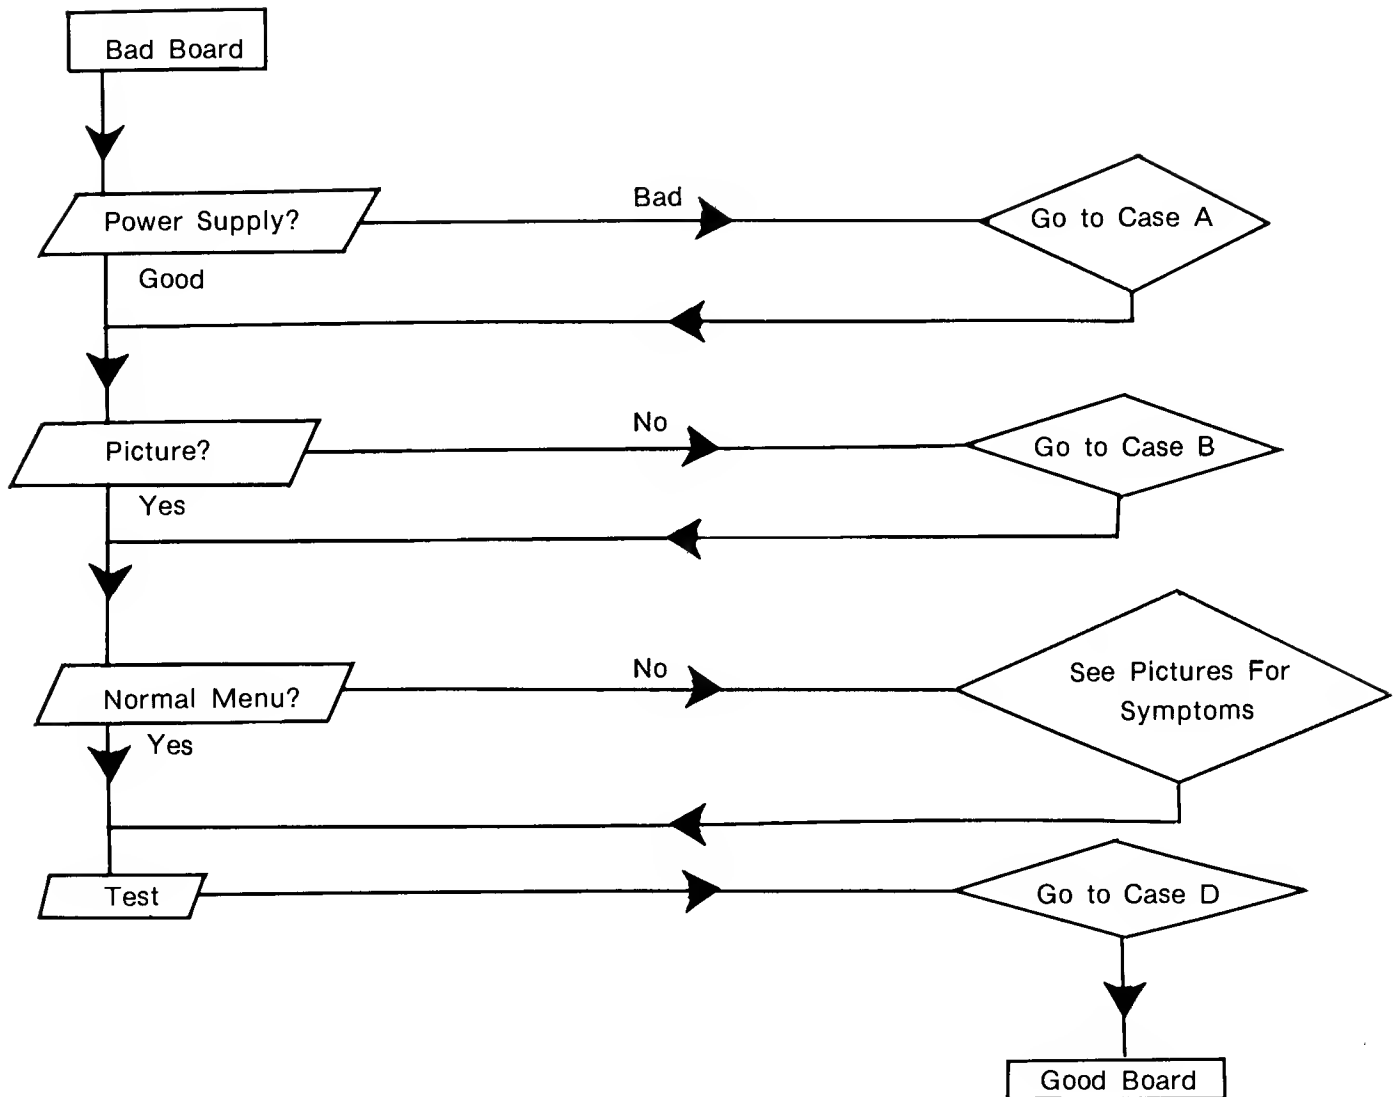 Bad Board
Power Supply?
Bad
Go to Case A
Good
Picture?
No
Go to Case B
Yes
Normal Menu?
No
See Pictures For
Symptoms
Yes
Test
Go to Case D
Good Board